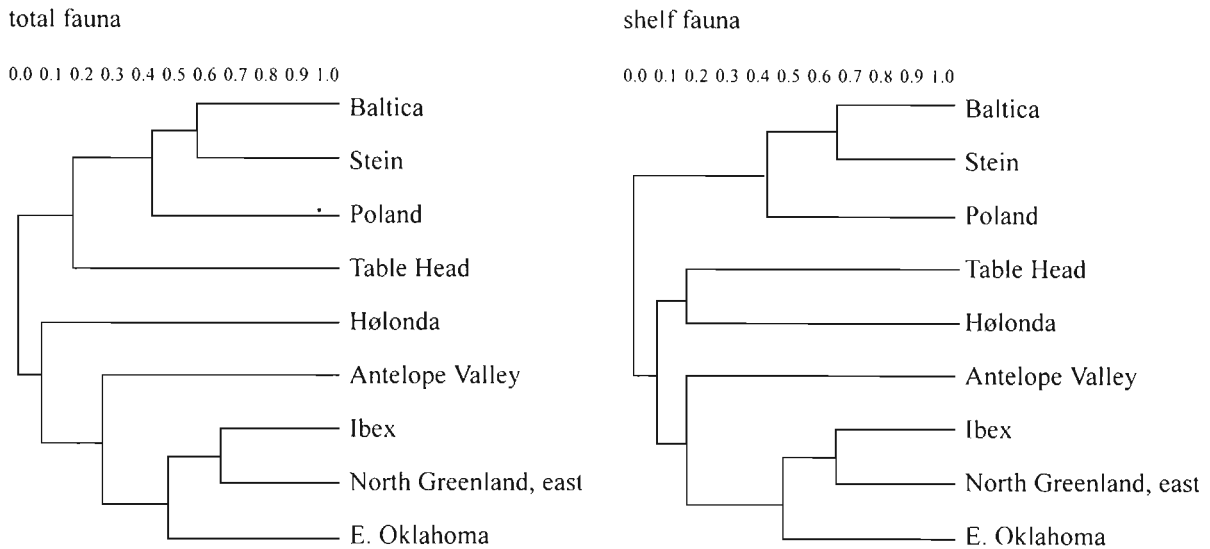 total fauna
0.0 0.1 0.2 0.3 0.4 0.5 0.6 0.7 0.8 0.9 1.0
Baltica
Stein
Poland
Table Head
Hølonda
Antelope Valley
Ibex
North Greenland, east
E. Oklahoma
shelf fauna
0.0 0.1 0.2 0.3 0.4 0.5 0.6 0.7 0.8 0.9 1.0
Baltica
Stein
Poland
Table Head
Hølonda
Antelope Valley
Ibex
North Greenland, east
E. Oklahoma